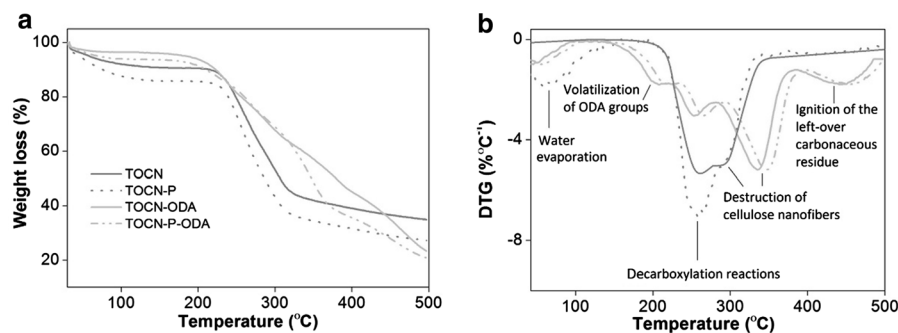 a
100
80
60
40
20
Weight loss (%)
TOCN
TOCN-P
TOCN-ODA
TOCN-P-ODA
100
200
300
400
500
Temperature (°C)
b
0
-4
-8
DTG (%°C⁻¹)
Volatilization
of ODA groups
Water
evaporation
Ignition of the
left-over
carbonaceous
residue
Destruction of
cellulose nanofibers
Decarboxylation reactions
100
200
300
400
500
Temperature (°C)